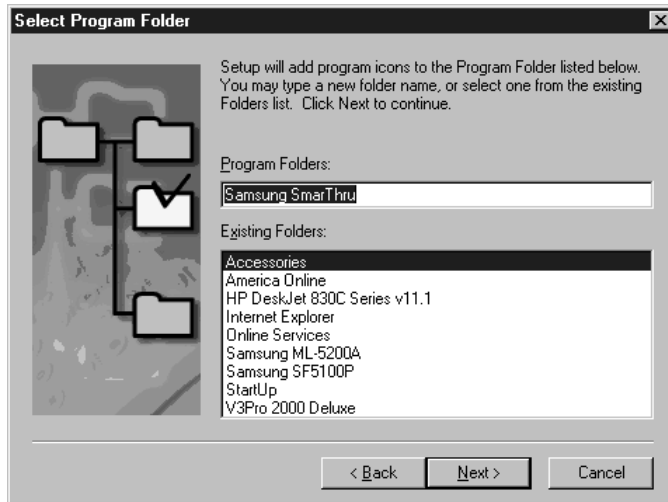 Select Program Folder
Setup will add program icons to the Program Folder listed below.
You may type a new folder name, or select one from the existing
Folders list. Click Next to continue.
Program Folders:
Samsung SmarThru
Existing Folders:
Accessories
America Online
HP DeskJet 830C Series v11.1
Internet Explorer
Online Services
Samsung ML-5200A
Samsung SF5100P
StartUp
V3Pro 2000 Deluxe
< Back
Next >
Cancel